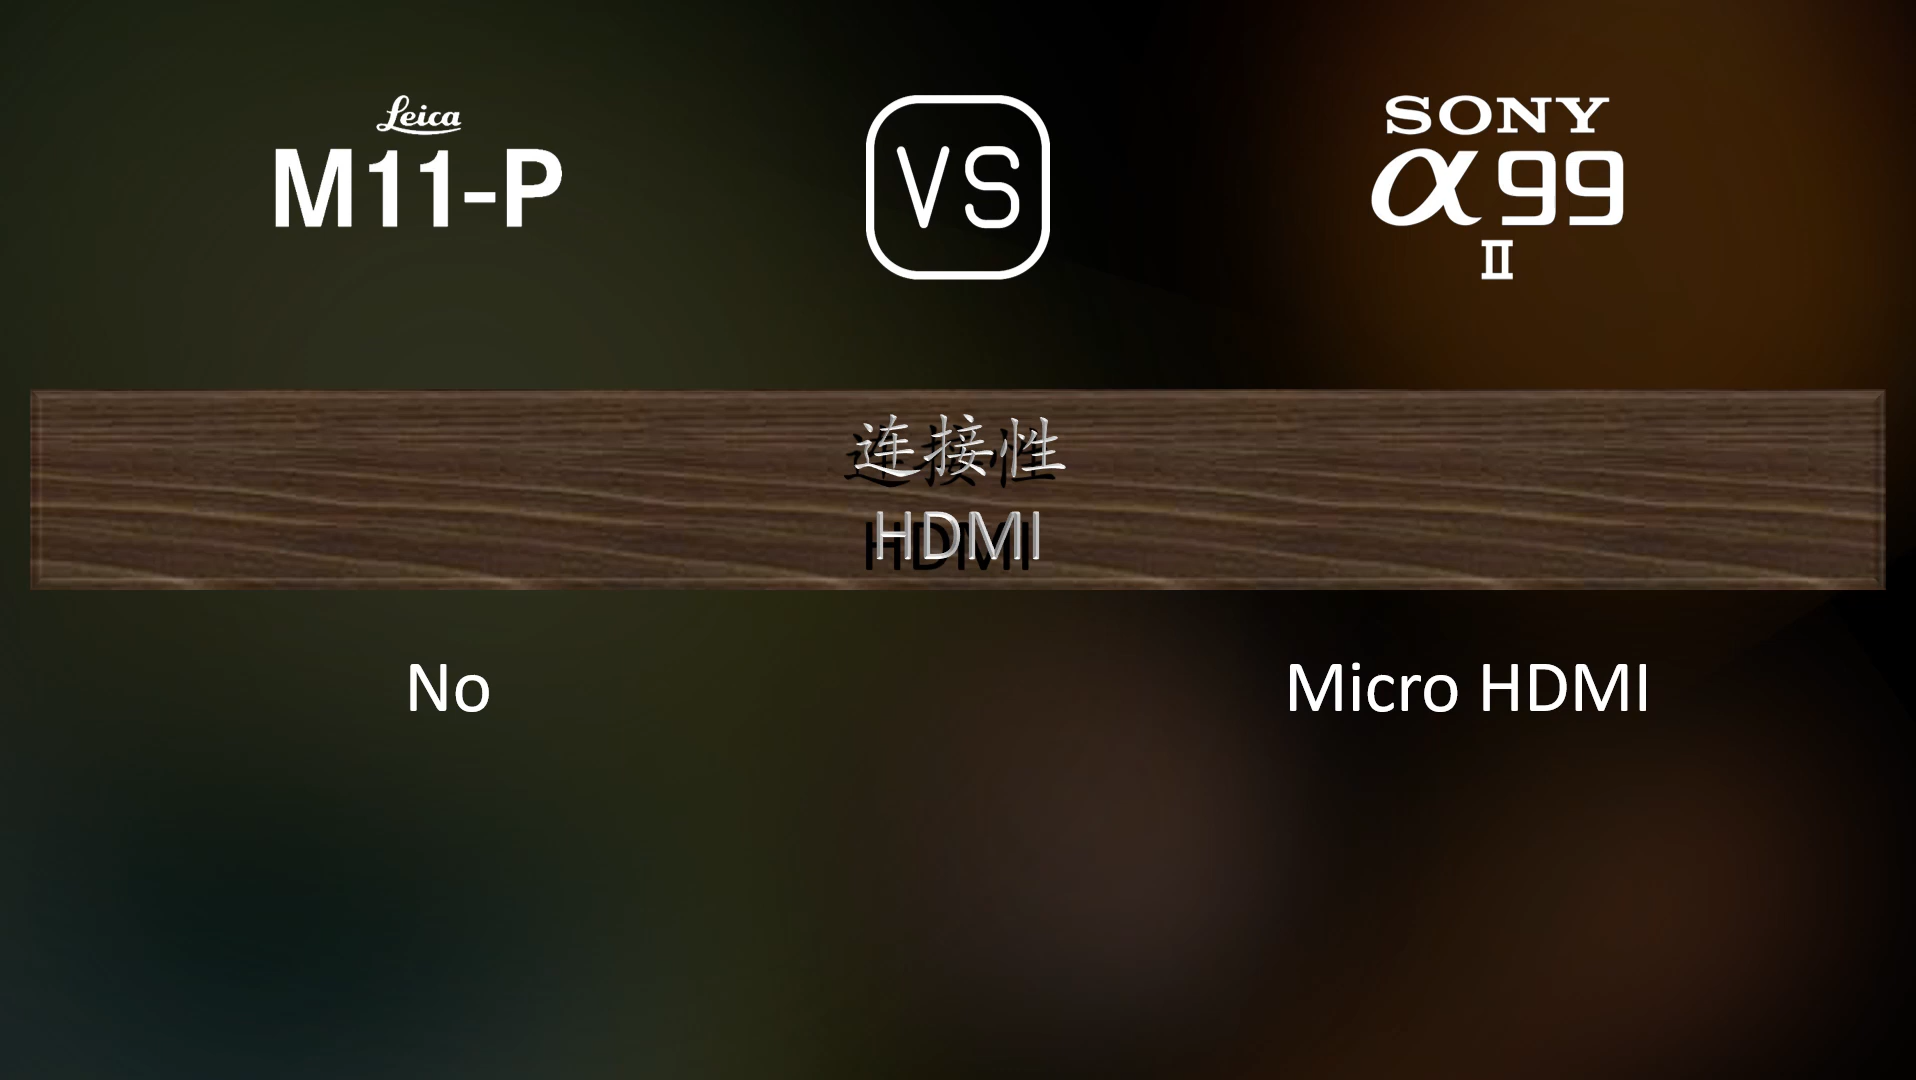 Leica
M11-P
VS
SONY
α99
II
连接性
HDMI
No
Micro HDMI